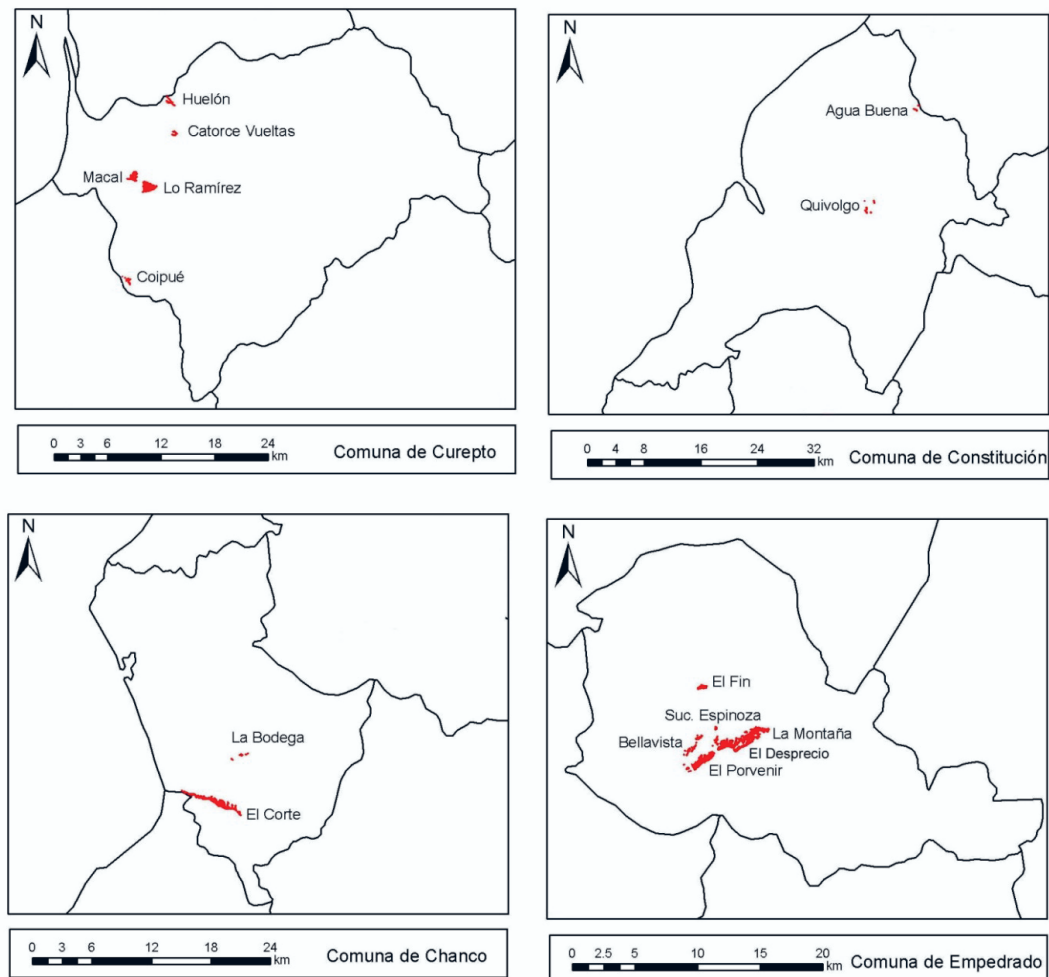 N
Huelón
Catorce Vueltas
Macal
Lo Ramírez
Coipué
0 3 6 12 18 24
km
Comuna de Curepto
N
Agua Buena
Quivolgo
0 4 8 16 24 32
km
Comuna de Constitución
N
La Bodega
El Corte
0 3 6 12 18 24
km
Comuna de Chanco
N
El Fin
Suc. Espinoza
La Montaña
Bellavista
El Desprecio
El Porvenir
0 2.5 5 10 15 20
km
Comuna de Empedrado